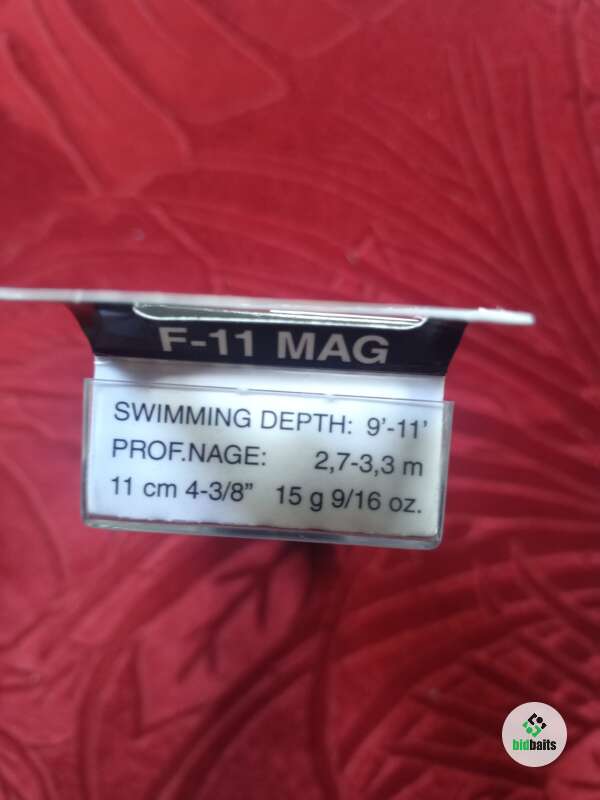 F-11 MAG
SWIMMING DEPTH: 9'-11'
PROF.NAGE: 2,7-3,3 m
11 cm 4-3/8" 15 g 9/16 oz.
bidbaits